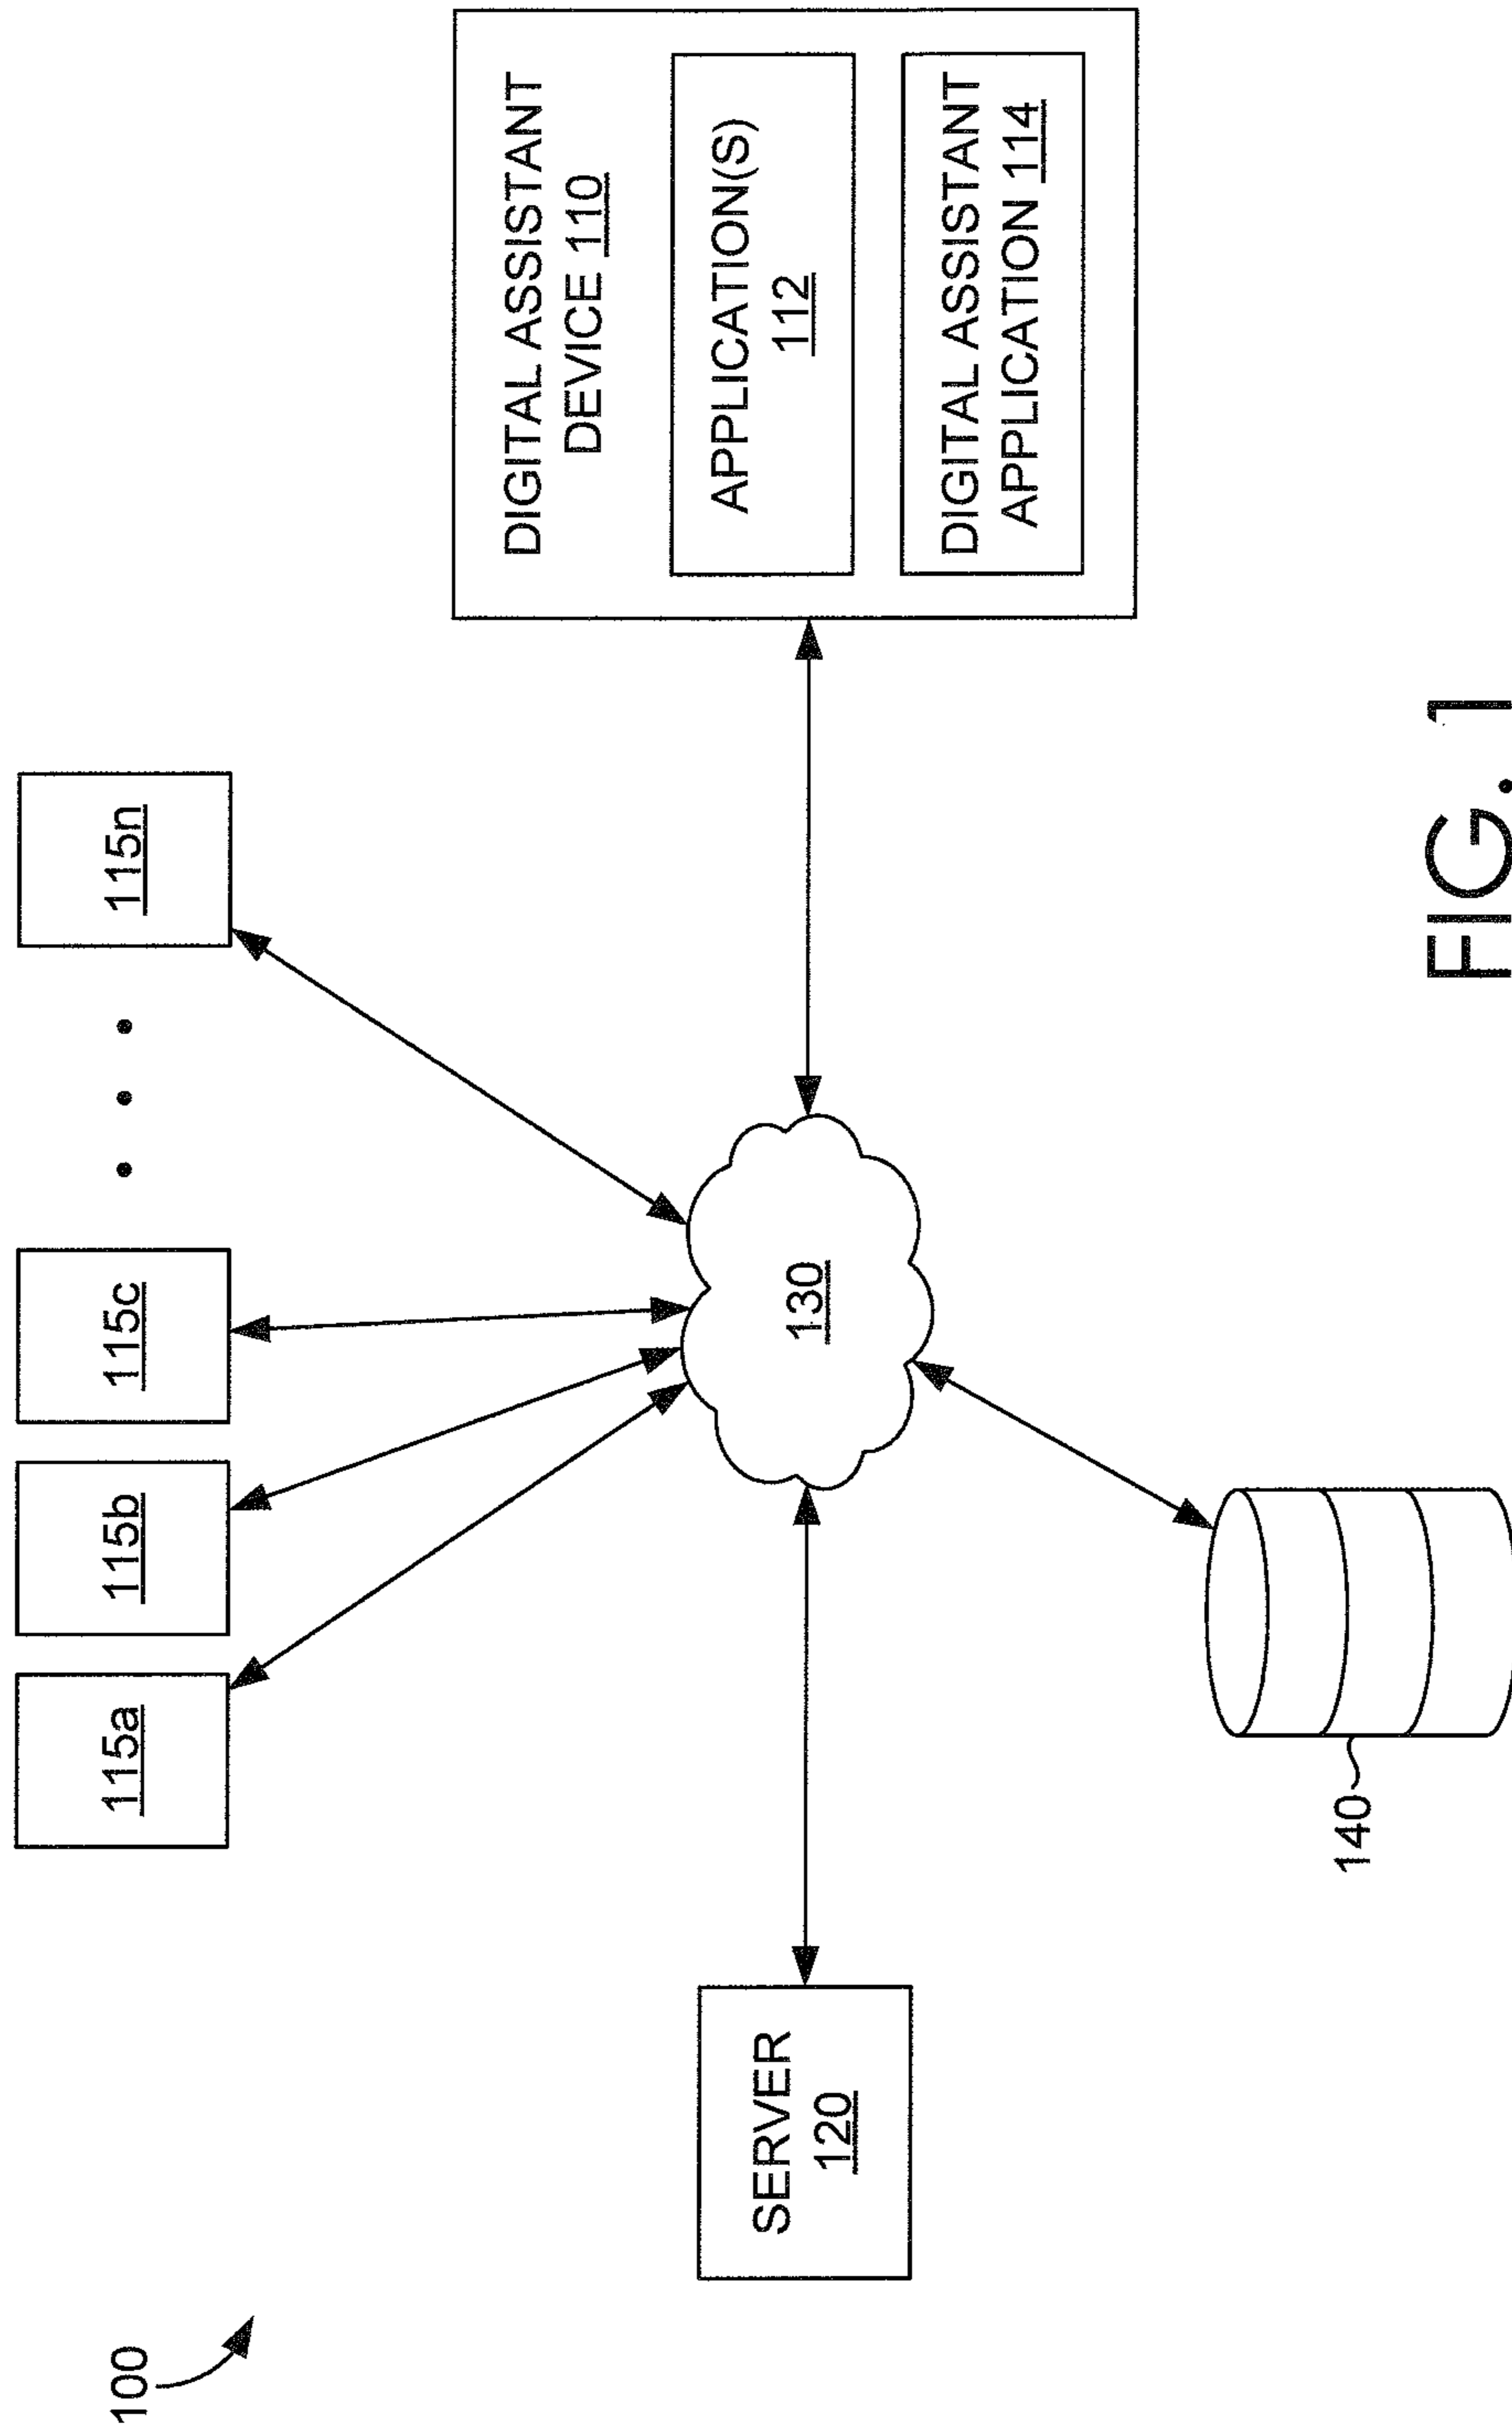 100
115a
115b
115c
115n
SERVER
120
130
DIGITAL ASSISTANT
DEVICE 110
APPLICATION(S)
112
DIGITAL ASSISTANT
APPLICATION 114
140
FIG. 1